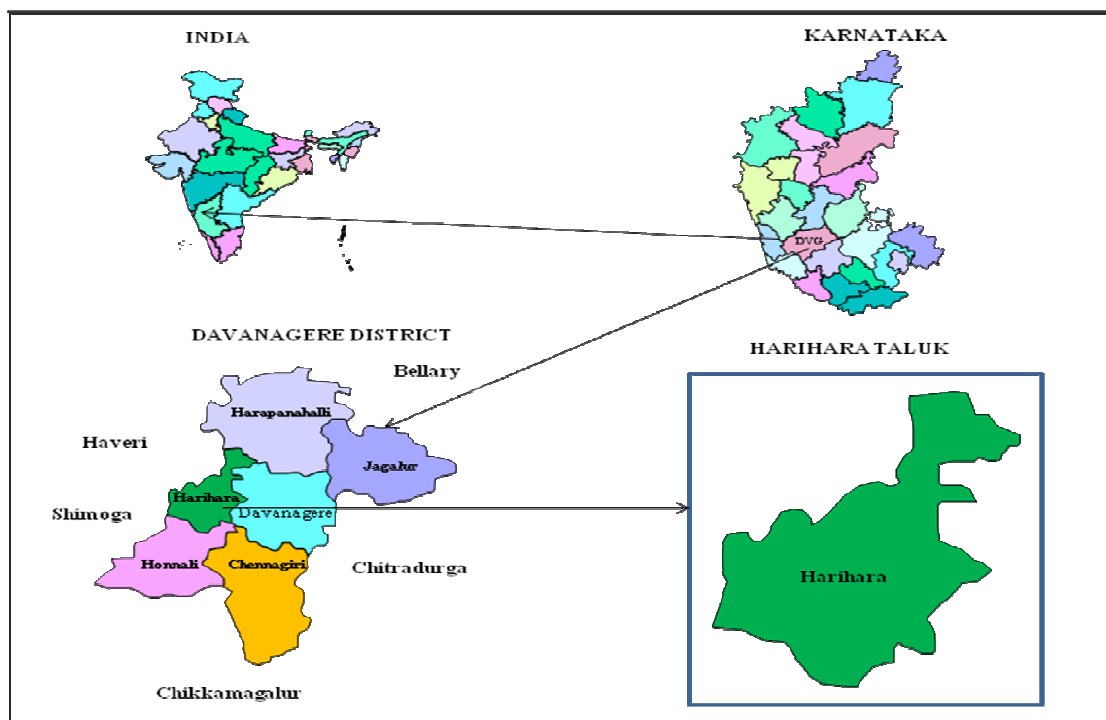 INDIA
KARNATAKA
DVG
DAVANAGERE DISTRICT
HARIHARA TALUK
Bellary
Harapanahalli
Haveri
Jagalur
Harihara
Shimoga
Davanagere
Honnali
Chennagiri
Chitradurga
Harihara
Chikkamagalur